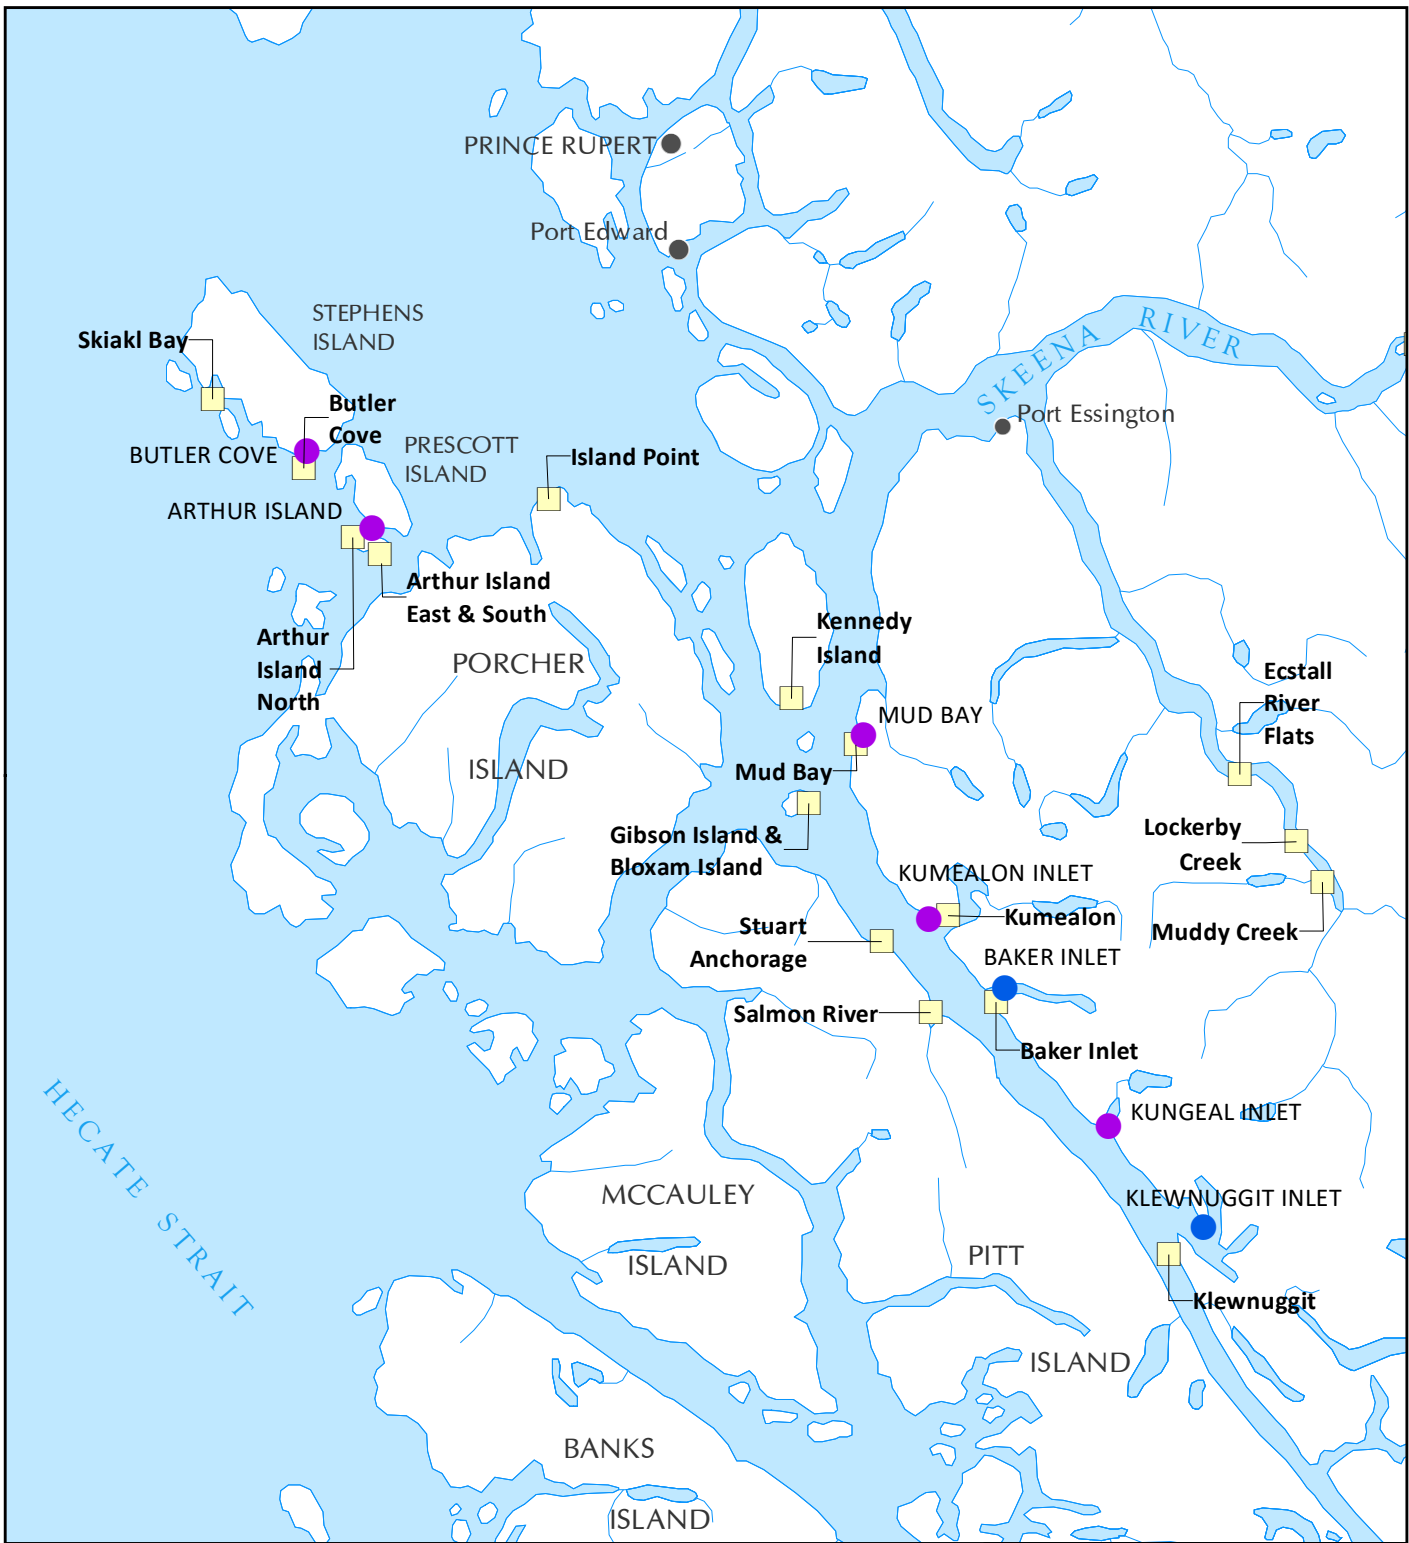 PRINCE RUPERT
Port Edward
STEPHENS
ISLAND
SKEENA RIVER
Skiakl Bay
Butler
Cove
Port Essington
BUTLER COVE
PRESCOTT
ISLAND
Island Point
ARTHUR ISLAND
Arthur Island
East & South
Arthur
Island
North
Kennedy
Island
PORCHER
ISLAND
Ecstall
River
Flats
MUD BAY
Mud Bay
Gibson Island &
Bloxam Island
Lockerby
Creek
KUMEALON INLET
Kumealon
Stuart
Anchorage
Muddy Creek
BAKER INLET
Salmon River
Baker Inlet
HECATE STRAIT
KUNGEAL INLET
MCCAULEY
ISLAND
KLEWNUGGIT INLET
PITT
ISLAND
Klewnuggit
BANKS
ISLAND